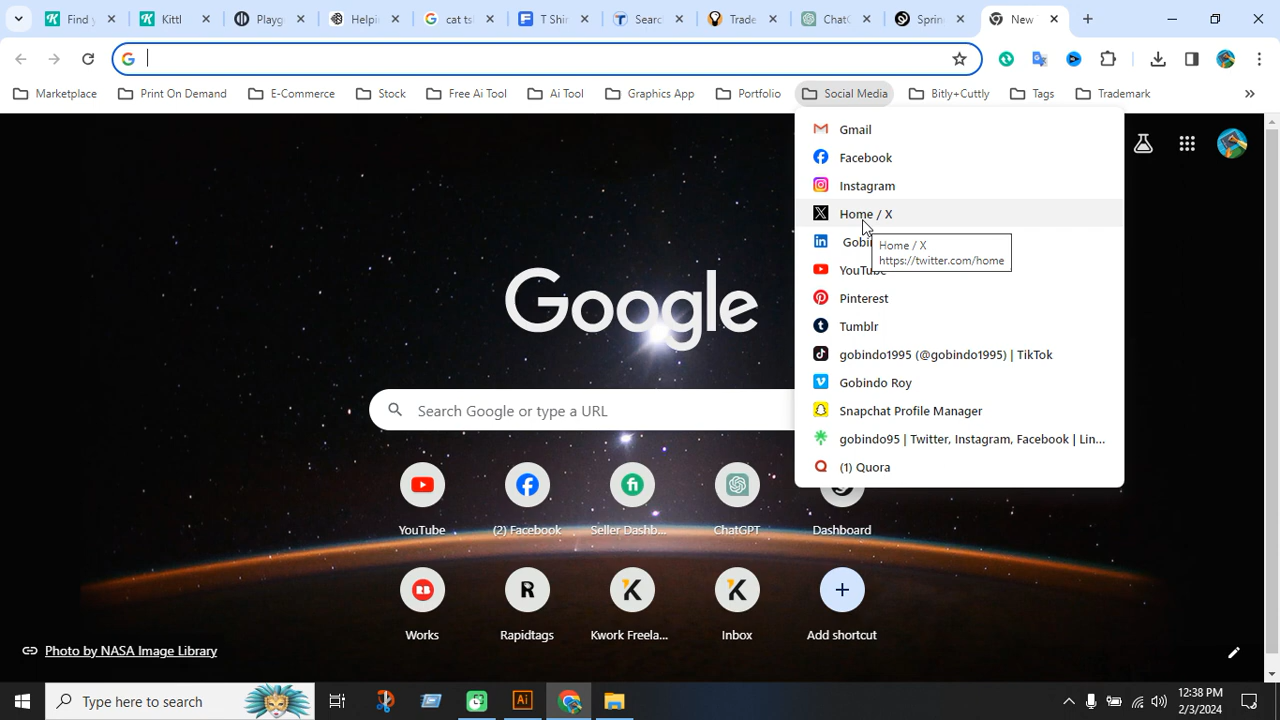 Find y
Kittl
Playg
Helpi
cat ts
T Shir
Searc
Trade
ChatG
Sprin
New
Marketplace
Print On Demand
E-Commerce
Stock
Free Ai Tool
Ai Tool
Graphics App
Portfolio
Social Media
Bitly+Cuttly
Tags
Trademark
»
Gmail
Facebook
Instagram
Home / X
Gobin
Home / X
https://twitter.com/home
YouTube
Pinterest
Tumblr
gobindo1995 (@gobindo1995) | TikTok
Gobindo Roy
Snapchat Profile Manager
gobindo95 | Twitter, Instagram, Facebook | Lin...
(1) Quora
Google
Search Google or type a URL
YouTube
(2) Facebook
Seller Dashb...
ChatGPT
Dashboard
Works
Rapidtags
Kwork Freela...
Inbox
Add shortcut
Photo by NASA Image Library
Type here to search
12:38 PM
2/3/2024